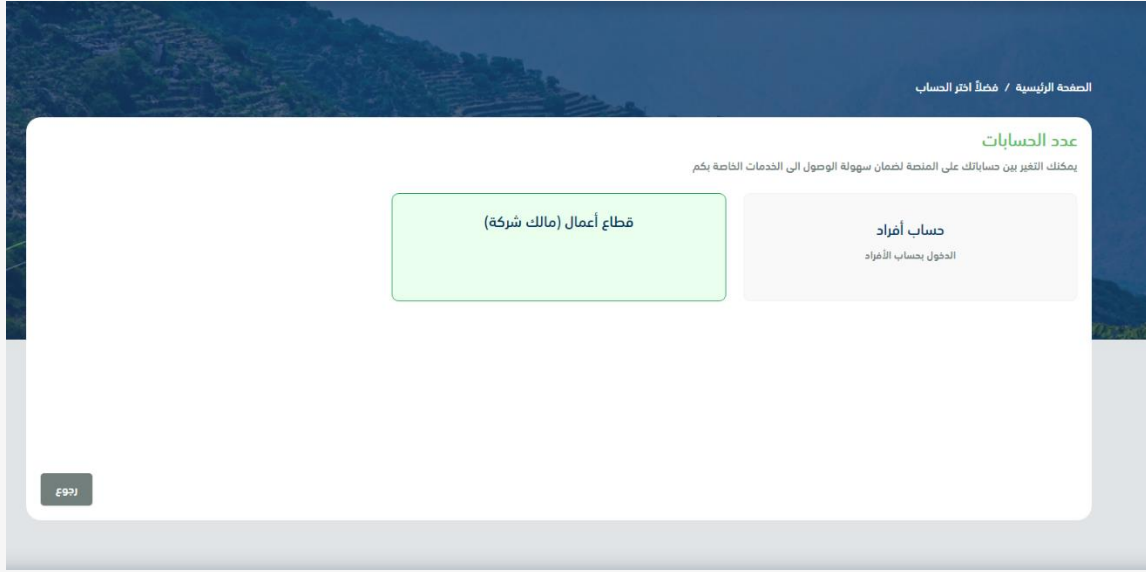 الصفحة الرئيسية / فضلاً اختر الحساب
عدد الحسابات
يمكنك التغير بين حساباتك على المنصة لضمان سهولة الوصول الى الخدمات الخاصة بكم
حساب أفراد
الدخول بحساب الأفراد
قطاع أعمال (مالك شركة)
رجوع